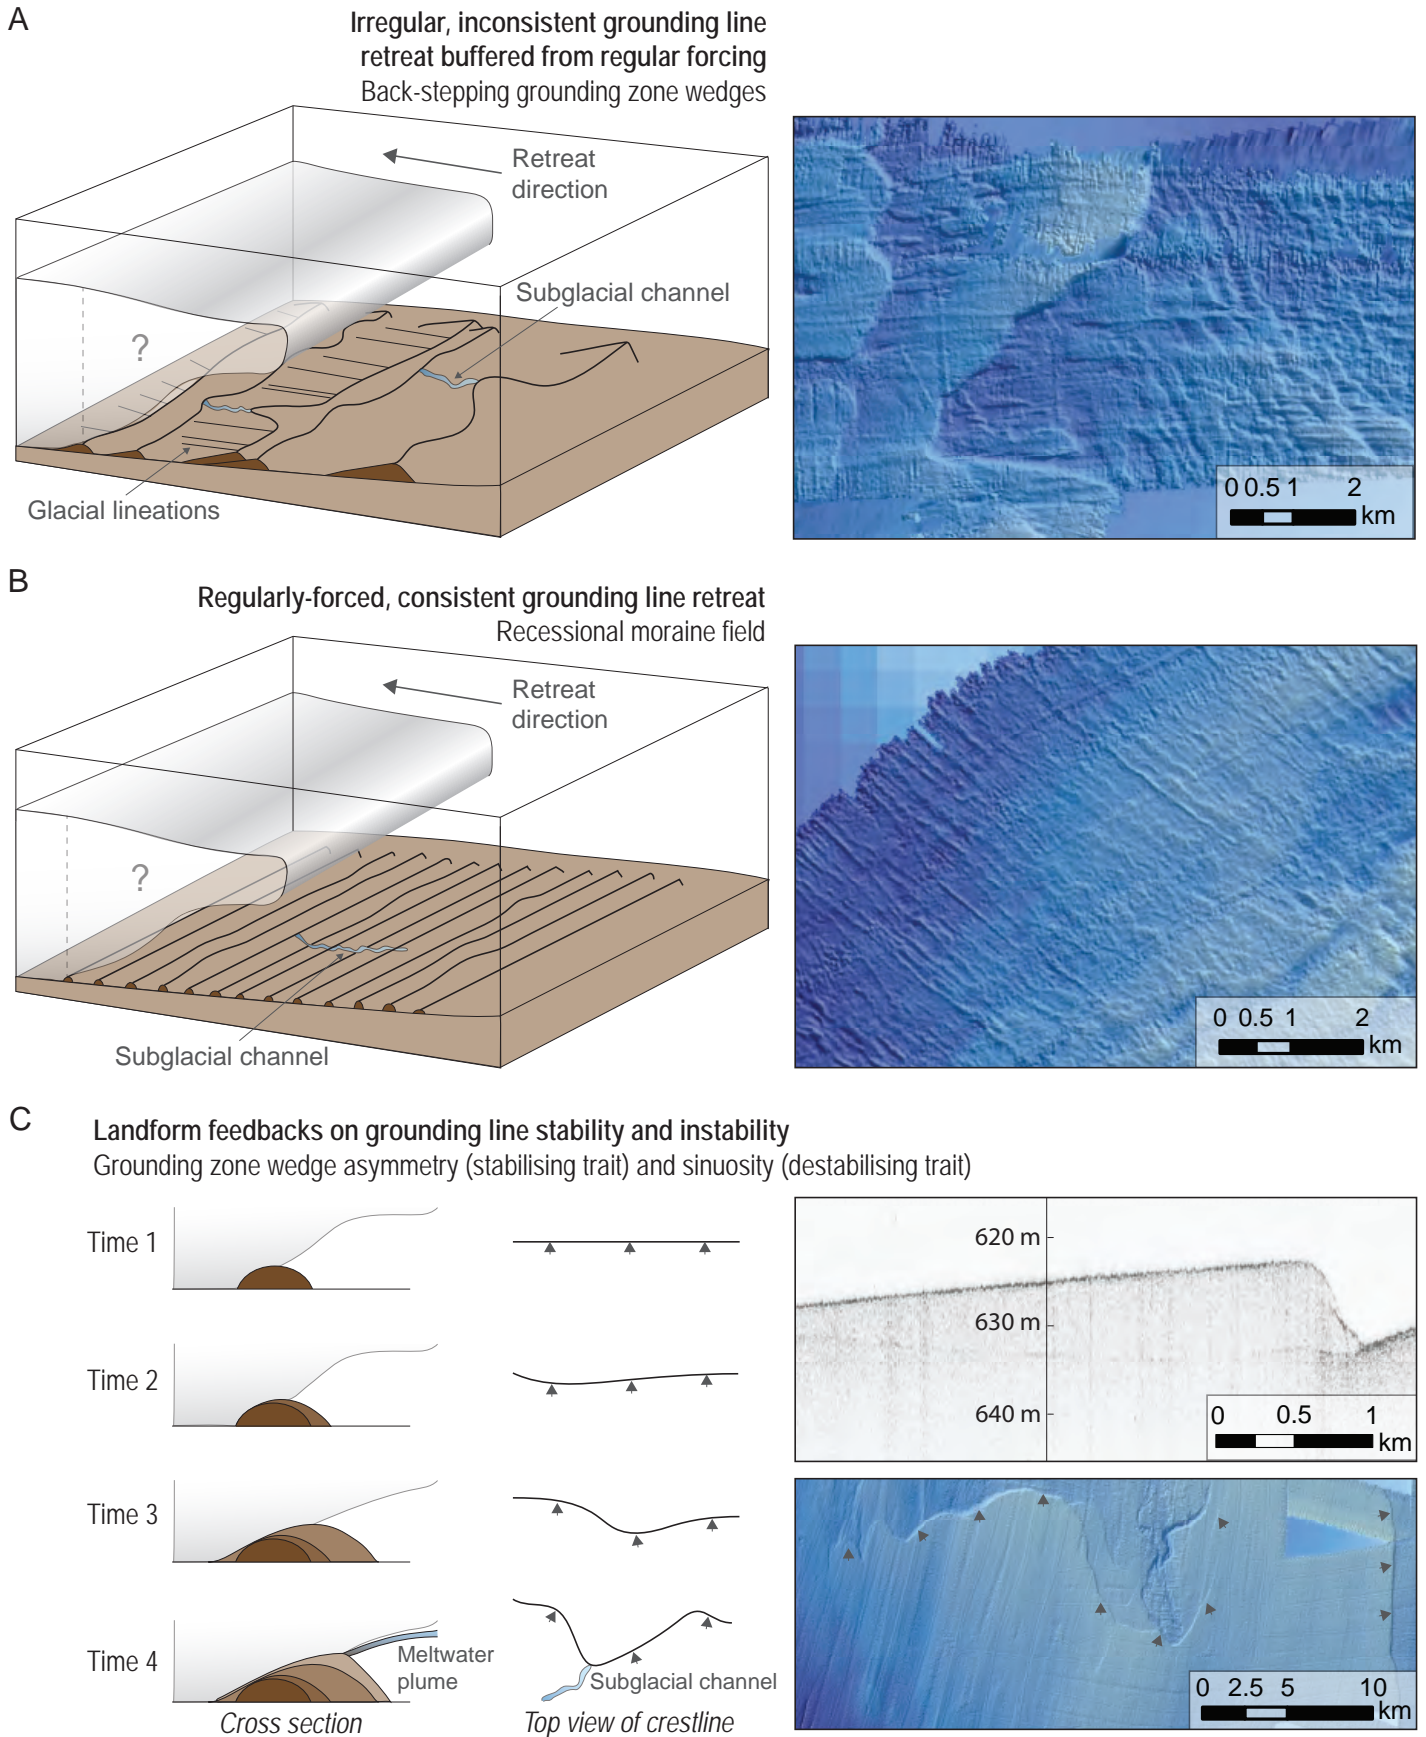 A
Irregular, inconsistent grounding line
retreat buffered from regular forcing
Back-stepping grounding zone wedges
Retreat
direction
Subglacial channel
?
Glacial lineations
0 0.5 1 2
km
B
Regularly-forced, consistent grounding line retreat
Recessional moraine field
Retreat
direction
?
Subglacial channel
0 0.5 1 2
km
C
Landform feedbacks on grounding line stability and instability
Grounding zone wedge asymmetry (stabilising trait) and sinuosity (destabilising trait)
Time 1
Time 2
Time 3
Time 4
Meltwater
plume
Subglacial channel
Cross section
Top view of crestline
620 m
630 m
640 m
0 0.5 1
km
0 2.5 5 10
km